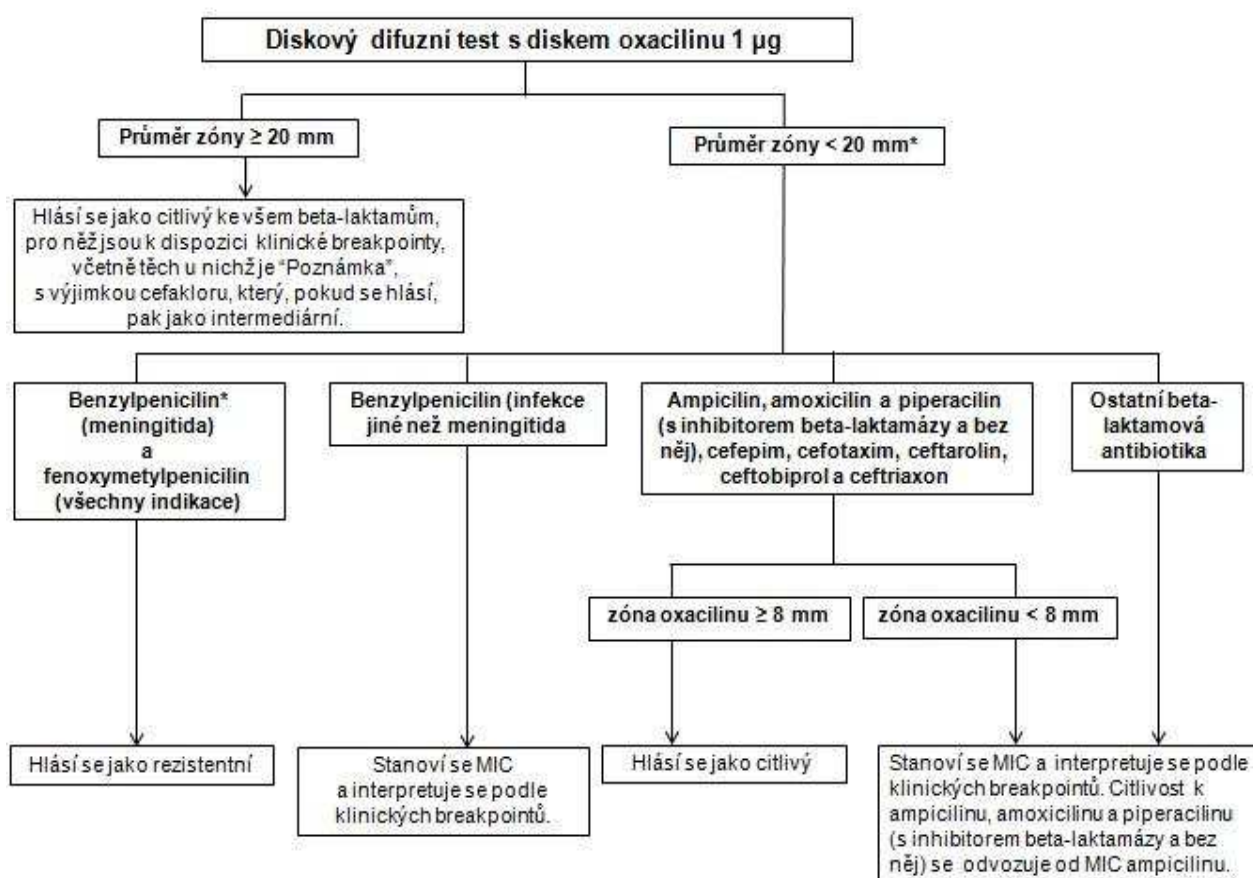 Diskový difuzní test s diskem oxacilinu 1 µg
Průměr zóny ≥ 20 mm
Průměr zóny < 20 mm*
Hlásí se jako citlivý ke všem beta-laktamům,
pro něž jsou k dispozici klinické breakpointy,
včetně těch u nichž je "Poznámka",
s výjimkou cefakloru, který, pokud se hlásí,
pak jako intermediární.
Benzylpenicilin*
(meningitida)
a
fenoxymetylpenicilin
(všechny indikace)
Benzylpenicilin (infekce
jiné než meningitida
Ampicilin, amoxicilin a piperacilin
(s inhibitorem beta-laktamázy a bez
něj), cefepim, cefotaxim, ceftarolin,
ceftobiprol a ceftriaxon
Ostatní beta-
laktamová
antibiotika
zóna oxacilinu ≥ 8 mm
zóna oxacilinu < 8 mm
Hlásí se jako rezistentní
Stanoví se MIC
a interpretuje se podle
klinických breakpointů.
Hlásí se jako citlivý
Stanoví se MIC a interpretuje se podle
klinických breakpointů. Citlivost k
ampicilinu, amoxicilinu a piperacilinu
(s inhibitorem beta-laktamázy a bez
něj) se odvozuje od MIC ampicilinu.